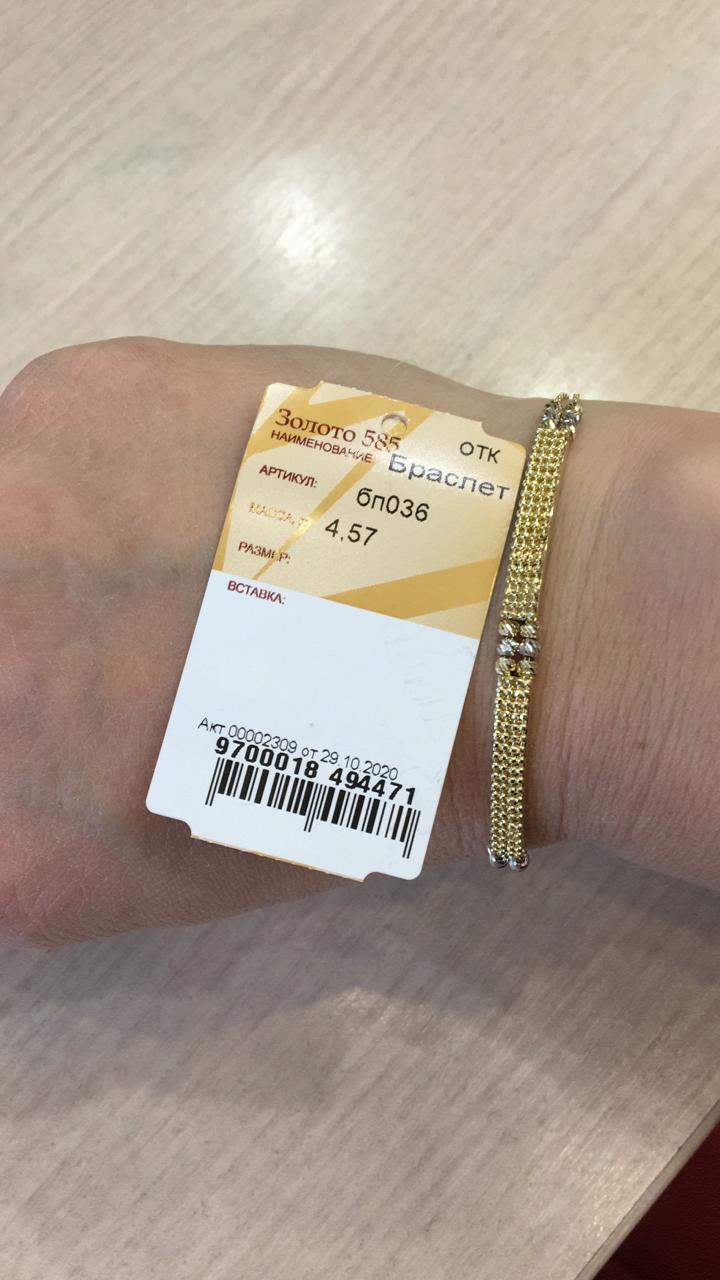 Золото 585 ОТК
НАИМЕНОВАНИЕ Браслет
АРТИКУЛ: бп036
МАССА, г 4.57
РАЗМЕР:
ВСТАВКА:
Акт 00002309 от 29.10.2020
9700018 494471